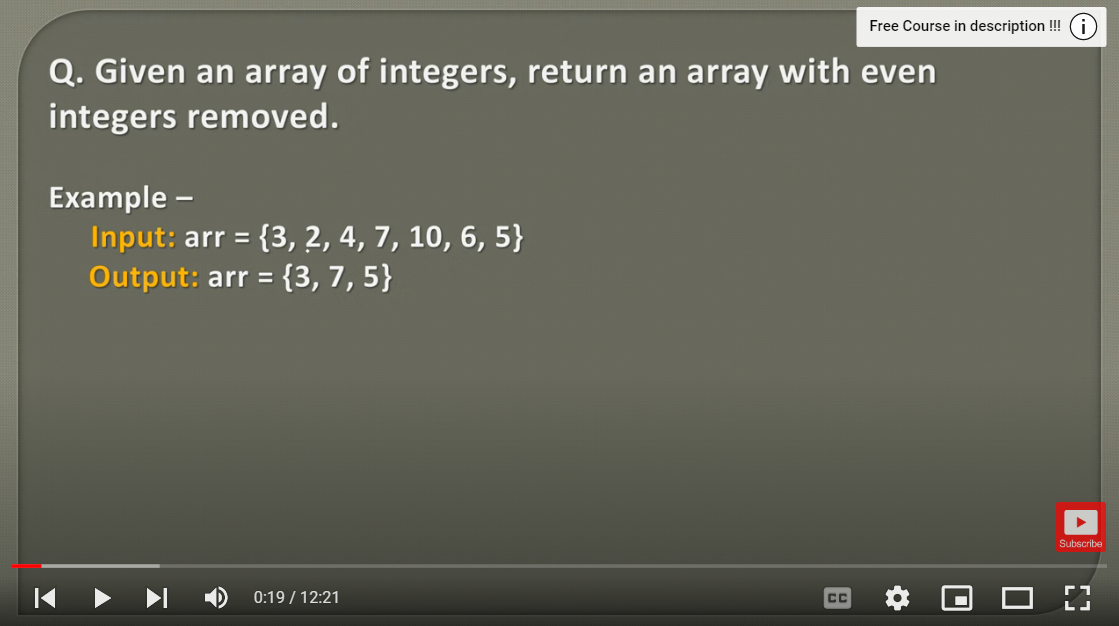 Free Course in description !!!
Q. Given an array of integers, return an array with even
integers removed.
Example –
Input: arr = {3, 2, 4, 7, 10, 6, 5}
Output: arr = {3, 7, 5}
Subscribe
0:19 / 12:21
CC